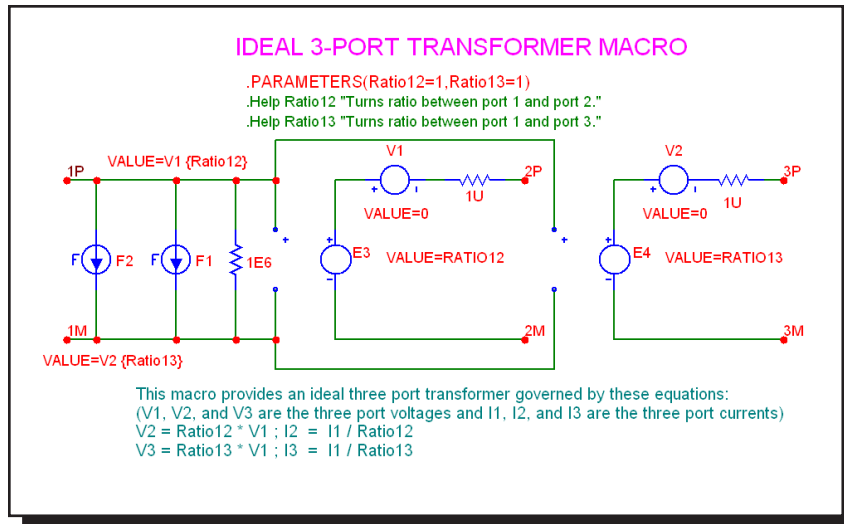 IDEAL 3-PORT TRANSFORMER MACRO
.PARAMETERS(Ratio12=1,Ratio13=1)
.Help Ratio12 "Turns ratio between port 1 and port 2."
.Help Ratio13 "Turns ratio between port 1 and port 3."
V1
V2
1P
VALUE=V1 {Ratio12}
+
-
1U
2P
+
-
1U
3P
VALUE=0
VALUE=0
F
F2
F
F1
1E6
+
+
E3
VALUE=RATIO12
+
+
E4
VALUE=RATIO13
-
-
1M
2M
3M
VALUE=V2 {Ratio13}
This macro provides an ideal three port transformer governed by these equations:
(V1, V2, and V3 are the three port voltages and I1, I2, and I3 are the three port currents)
V2 = Ratio12 * V1 ; I2 = I1 / Ratio12
V3 = Ratio13 * V1 ; I3 = I1 / Ratio13